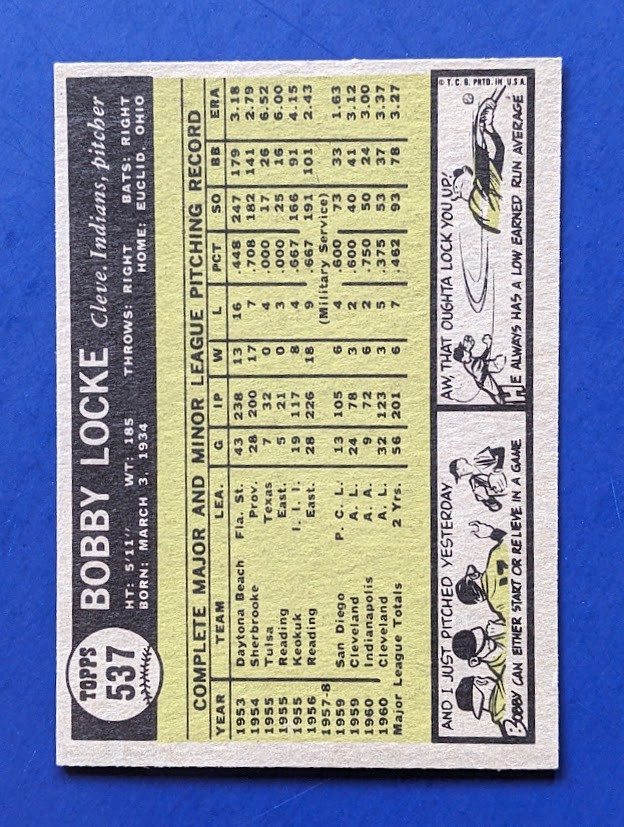 TOPPS
537
BOBBY LOCKE Cleve. Indians, pitcher
HT: 5'11" WT: 185 THROWS: RIGHT BATS: RIGHT
BORN: MARCH 3, 1934 HOME: EUCLID, OHIO
COMPLETE MAJOR AND MINOR LEAGUE PITCHING RECORD
YEAR TEAM LEA. G IP W L PCT SO BB ERA
1953 Daytona Beach Fla. St. 43 238 13 16 .448 247 179 3.18
1954 Sherbrooke Prov. 28 200 17 7 .708 182 141 2.79
1955 Tulsa Texas 7 32 0 4 .000 17 26 6.52
1955 Reading East. 5 21 0 3 .000 25 16 6.00
1955 Keokuk I. I. I. 19 117 8 4 .667 166 91 4.15
1956 Reading East. 28 226 18 9 .667 191 101 2.43
1957-8 (Military Service)
1959 San Diego P. C. L. 13 105 6 4 .600 73 33 1.63
1959 Cleveland A. L. 24 78 3 2 .600 40 41 3.12
1960 Indianapolis A. A. 9 72 6 2 .750 50 24 3.00
1960 Cleveland A. L. 32 123 3 5 .375 53 37 3.37
Major League Totals 2 Yrs. 56 201 6 7 .462 93 78 3.27
AND I JUST PITCHED YESTERDAY
BOBBY CAN EITHER START OR RELIEVE IN A GAME
© T. C. G. PRTD. IN U.S.A.
AW, THAT OUGHTA LOCK YOU UP!
HE ALWAYS HAS A LOW EARNED RUN AVERAGE